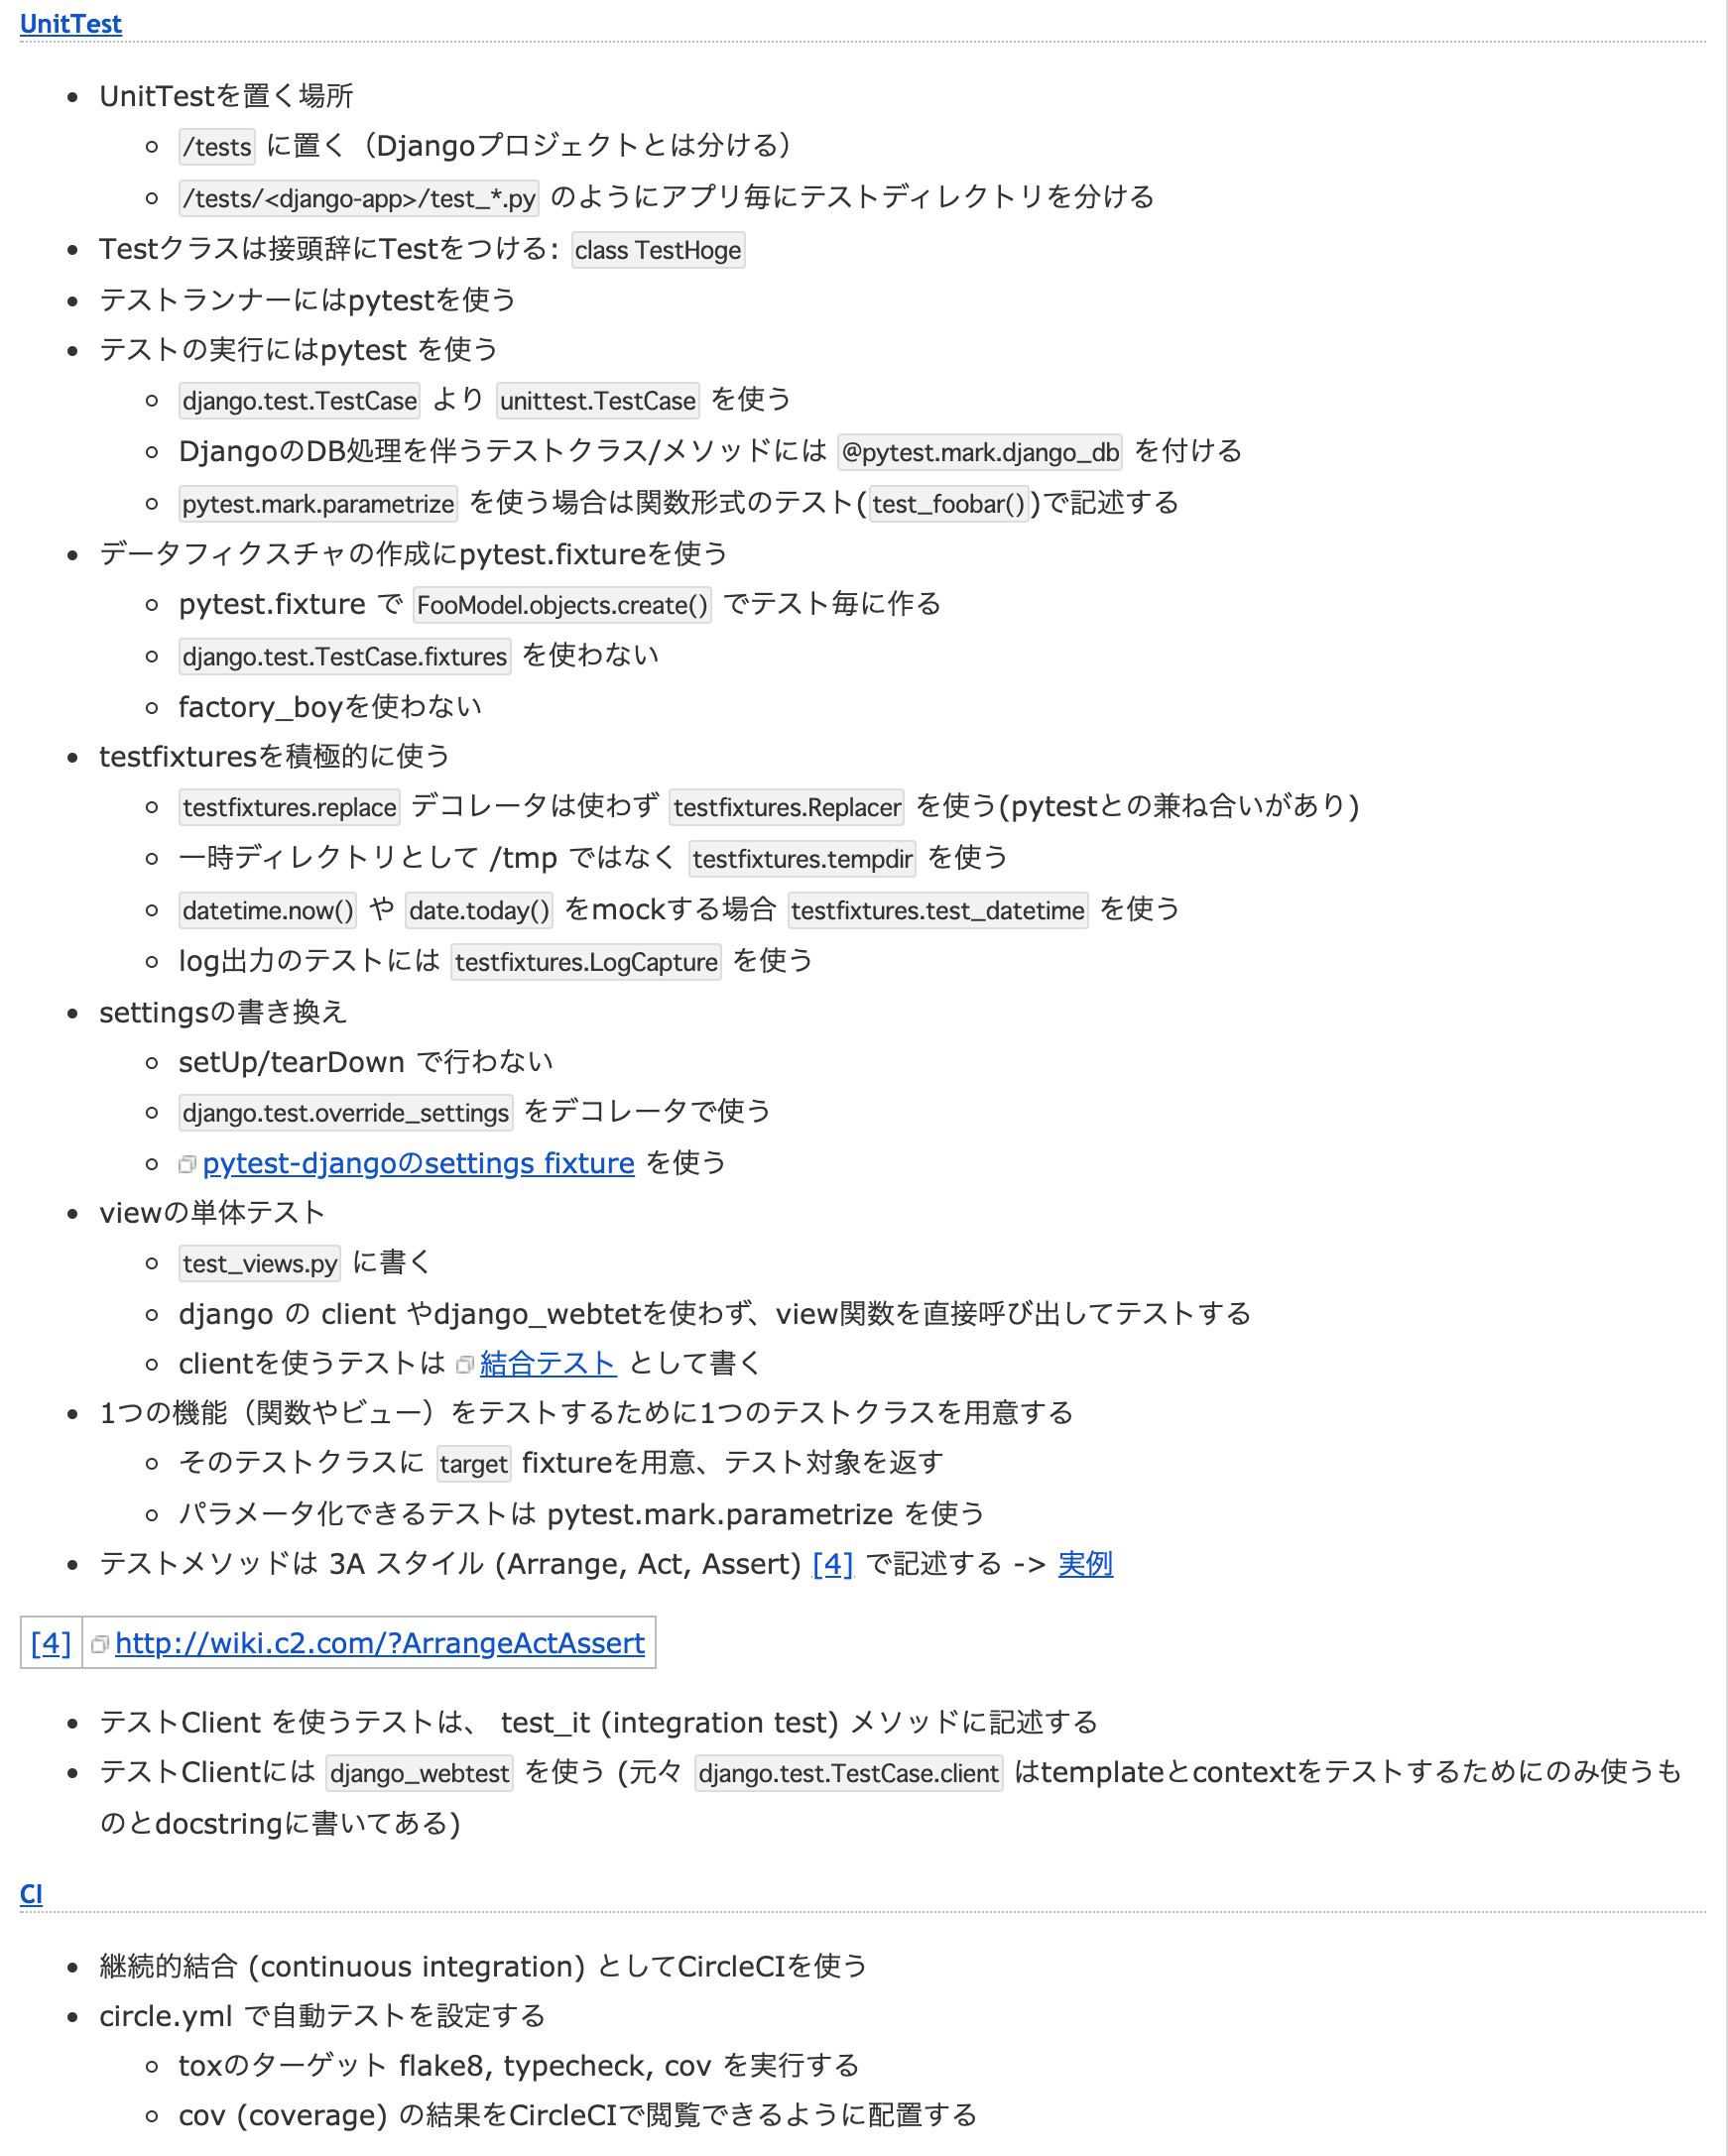 UnitTest
UnitTestを置く場所
/tests に置く（Djangoプロジェクトとは分ける）
/tests/<django-app>/test_*.py のようにアプリ毎にテストディレクトリを分ける
Testクラスは接頭辞にTestをつける: class TestHoge
テストランナーにはpytestを使う
テストの実行にはpytest を使う
django.test.TestCase より unittest.TestCase を使う
DjangoのDB処理を伴うテストクラス/メソッドには @pytest.mark.django_db を付ける
pytest.mark.parametrize を使う場合は関数形式のテスト(test_foobar())で記述する
データフィクスチャの作成にpytest.fixtureを使う
pytest.fixture で FooModel.objects.create() でテスト毎に作る
django.test.TestCase.fixtures を使わない
factory_boyを使わない
testfixturesを積極的に使う
testfixtures.replace デコレータは使わず testfixtures.Replacer を使う(pytestとの兼ね合いがあり)
一時ディレクトリとして /tmp ではなく testfixtures.tempdir を使う
datetime.now() や date.today() をmockする場合 testfixtures.test_datetime を使う
log出力のテストには testfixtures.LogCapture を使う
settingsの書き換え
setUp/tearDown で行わない
django.test.override_settings をデコレータで使う
pytest-djangoのsettings fixture を使う
viewの単体テスト
test_views.py に書く
django の client やdjango_webtetを使わず、view関数を直接呼び出してテストする
clientを使うテストは 結合テスト として書く
1つの機能（関数やビュー）をテストするために1つのテストクラスを用意する
そのテストクラスに target fixtureを用意、テスト対象を返す
パラメータ化できるテストは pytest.mark.parametrize を使う
テストメソッドは 3A スタイル (Arrange, Act, Assert) [4] で記述する -> 実例
[4] http://wiki.c2.com/?ArrangeActAssert
テストClient を使うテストは、 test_it (integration test) メソッドに記述する
テストClientには django_webtest を使う (元々 django.test.TestCase.client はtemplateとcontextをテストするためにのみ使うも
のとdocstringに書いてある)
CI
継続的結合 (continuous integration) としてCircleCIを使う
circle.yml で自動テストを設定する
toxのターゲット flake8, typecheck, cov を実行する
cov (coverage) の結果をCircleCIで閲覧できるように配置する